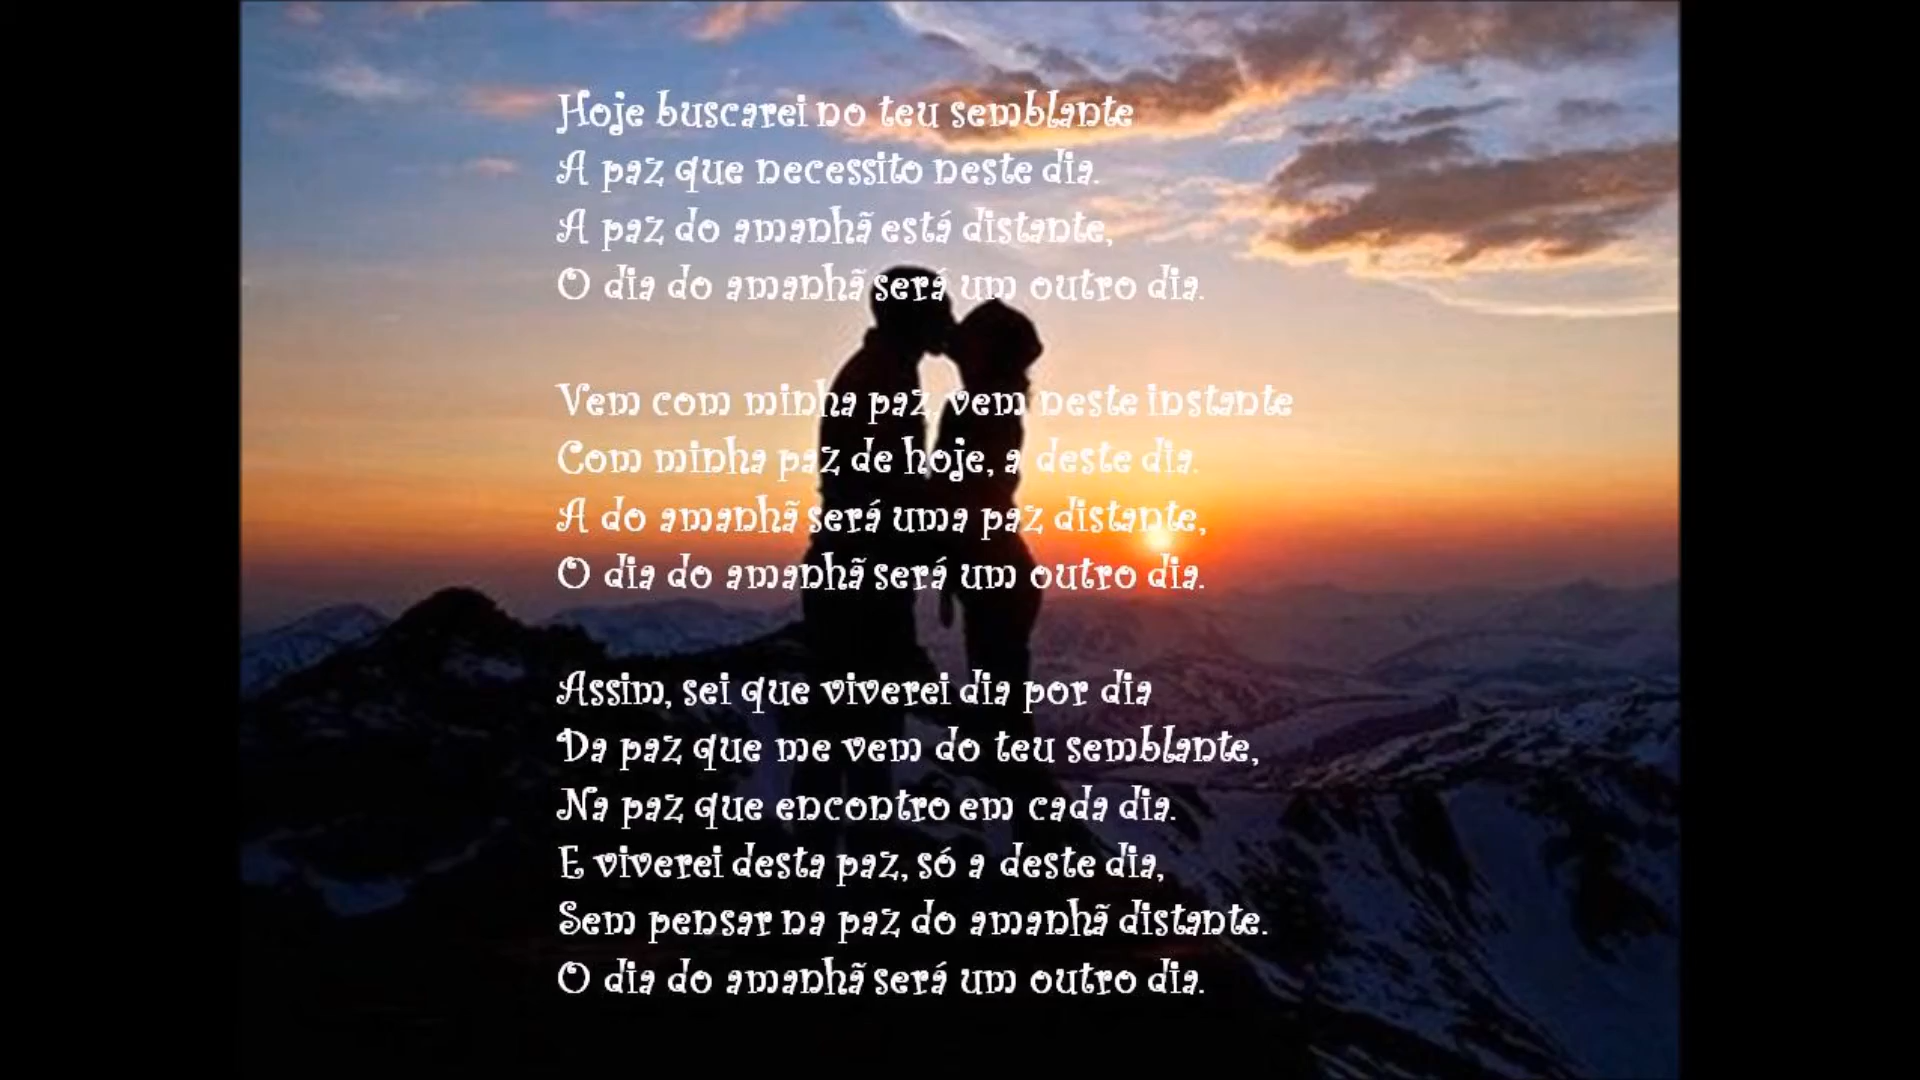 Hoje buscarei no teu semblante
A paz que necessito neste dia.
A paz do amanhã está distante,
O dia do amanhã será um outro dia.
Vem com minha paz, vem neste instante
Com minha paz de hoje, a deste dia.
A do amanhã será uma paz distante,
O dia do amanhã será um outro dia.
Assim, sei que viverei dia por dia
Da paz que me vem do teu semblante,
Na paz que encontro em cada dia.
E viverei desta paz, só a deste dia,
Sem pensar na paz do amanhã distante.
O dia do amanhã será um outro dia.